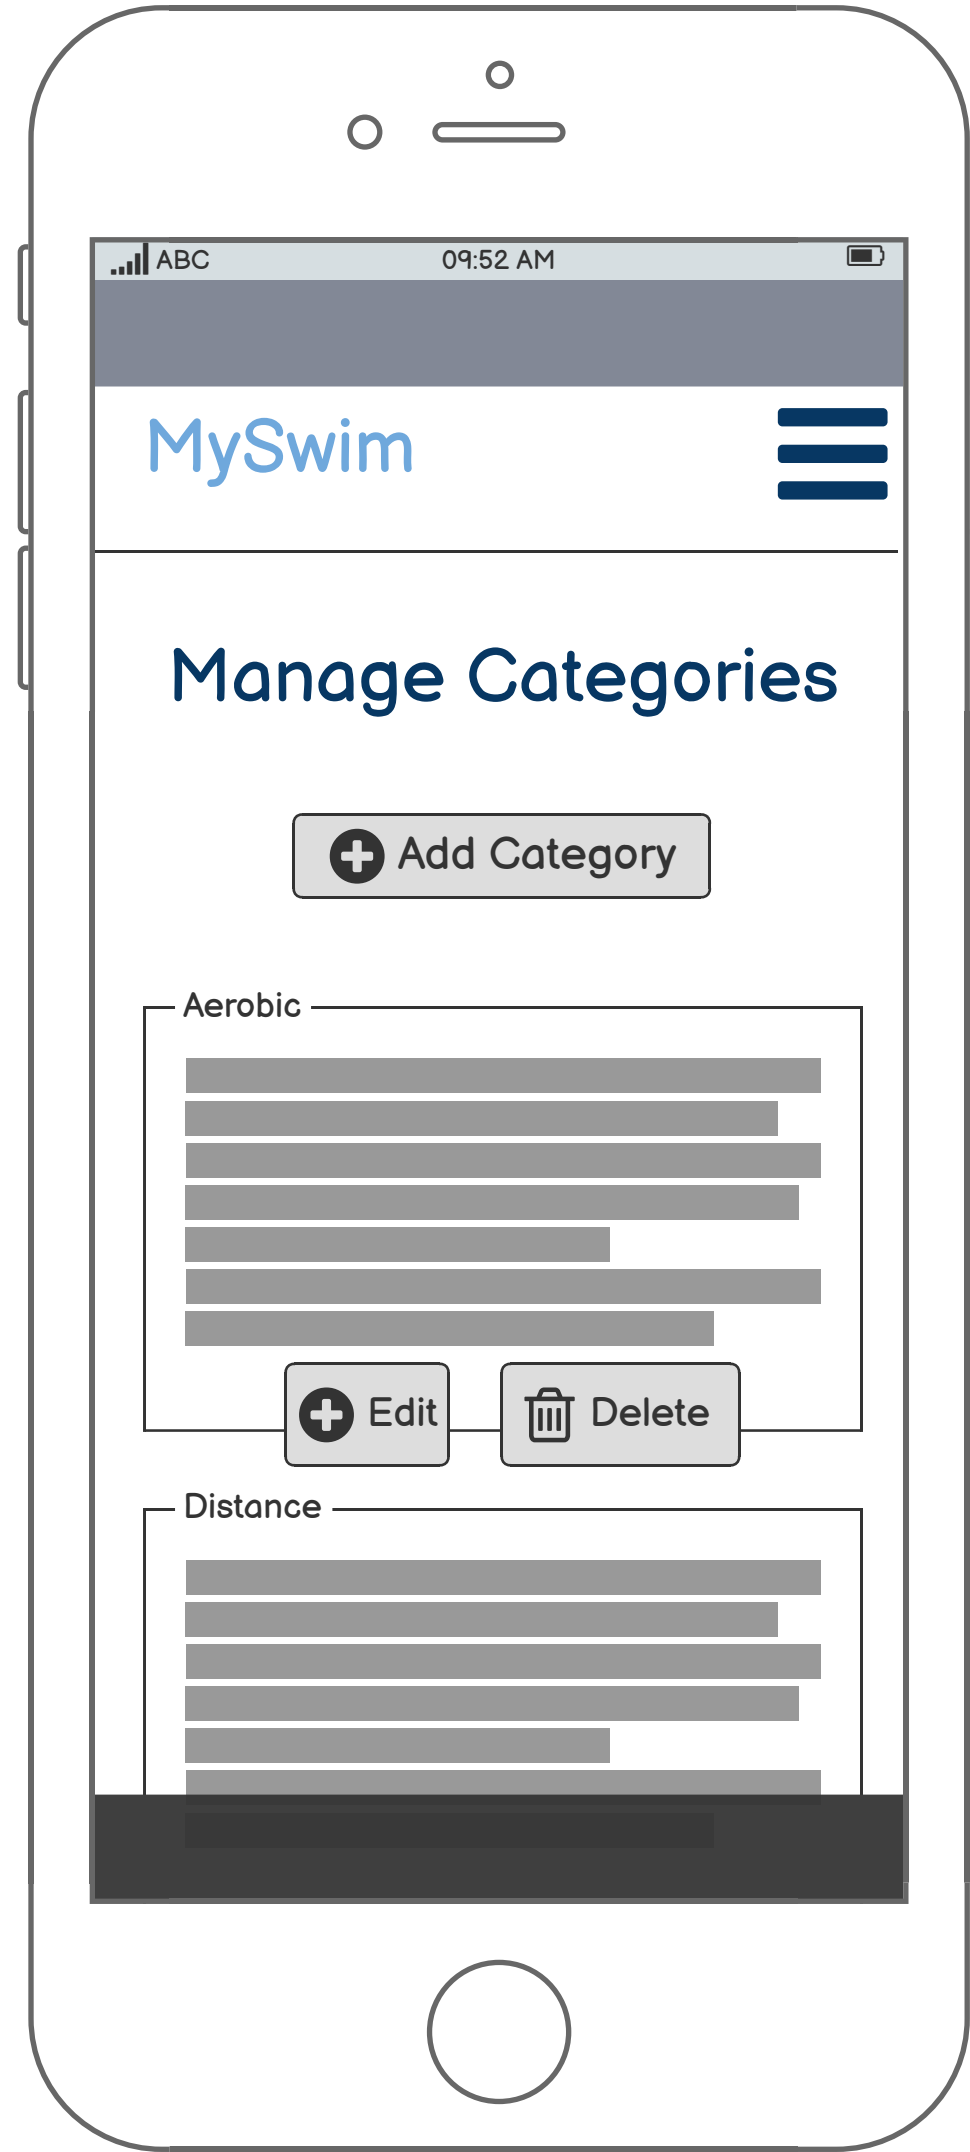 ABC 09:52 AM
MySwim
Manage Categories
Add Category
Aerobic
Edit Delete
Distance